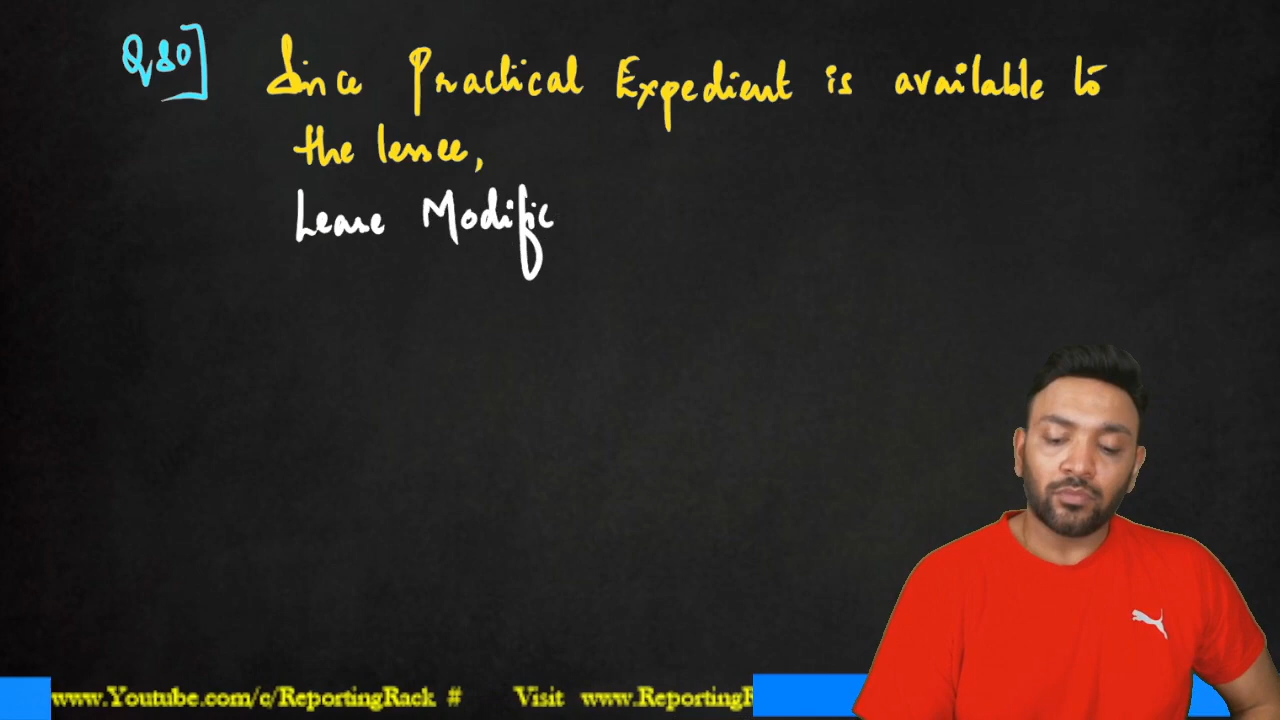 Q80] Since Practical Expedient is available to
the lessee,
Lease Modific
www.Youtube.com/c/ReportingRack # Visit www.ReportingR